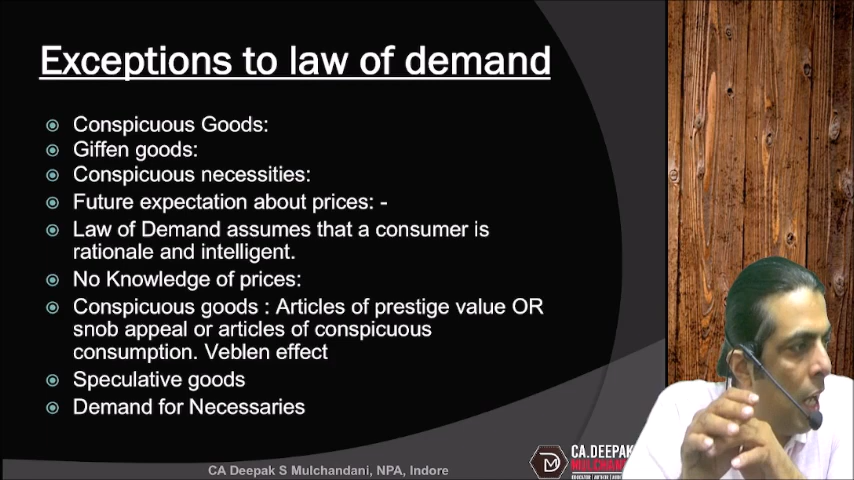 Exceptions to law of demand
Conspicuous Goods:
Giffen goods:
Conspicuous necessities:
Future expectation about prices: -
Law of Demand assumes that a consumer is
rationale and intelligent.
No Knowledge of prices:
Conspicuous goods : Articles of prestige value OR
snob appeal or articles of conspicuous
consumption. Veblen effect
Speculative goods
Demand for Necessaries
CA Deepak S Mulchandani, NPA, Indore
CA.DEEPAK